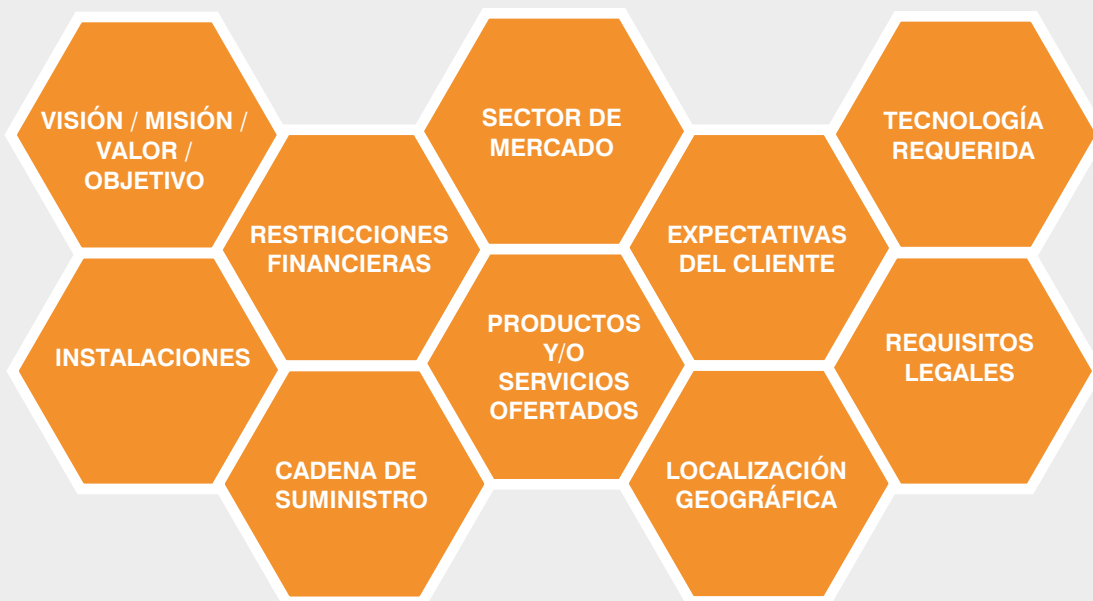 VISIÓN / MISIÓN /
VALOR /
OBJETIVO
SECTOR DE
MERCADO
TECNOLOGÍA
REQUERIDA
RESTRICCIONES
FINANCIERAS
EXPECTATIVAS
DEL CLIENTE
INSTALACIONES
PRODUCTOS
Y/O
SERVICIOS
OFERTADOS
REQUISITOS
LEGALES
CADENA DE
SUMINISTRO
LOCALIZACIÓN
GEOGRÁFICA